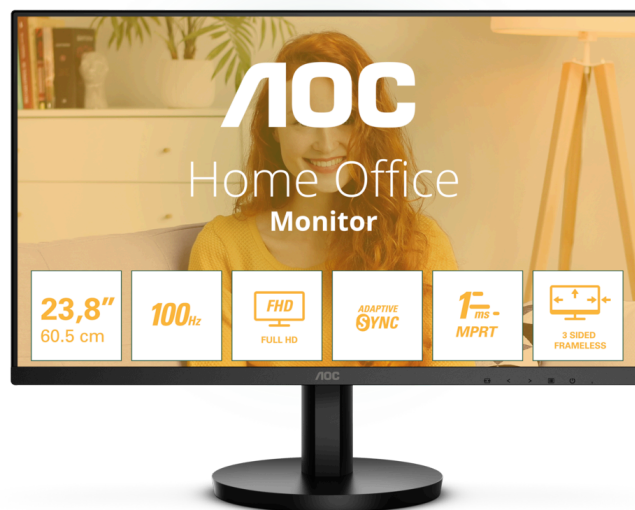 AOC
Home Office
Monitor
23,8”
60.5 cm
100Hz
FHD
FULL HD
ADAPTIVE
SYNC
1ms
MPRT
3 SIDED
FRAMELESS
AOC